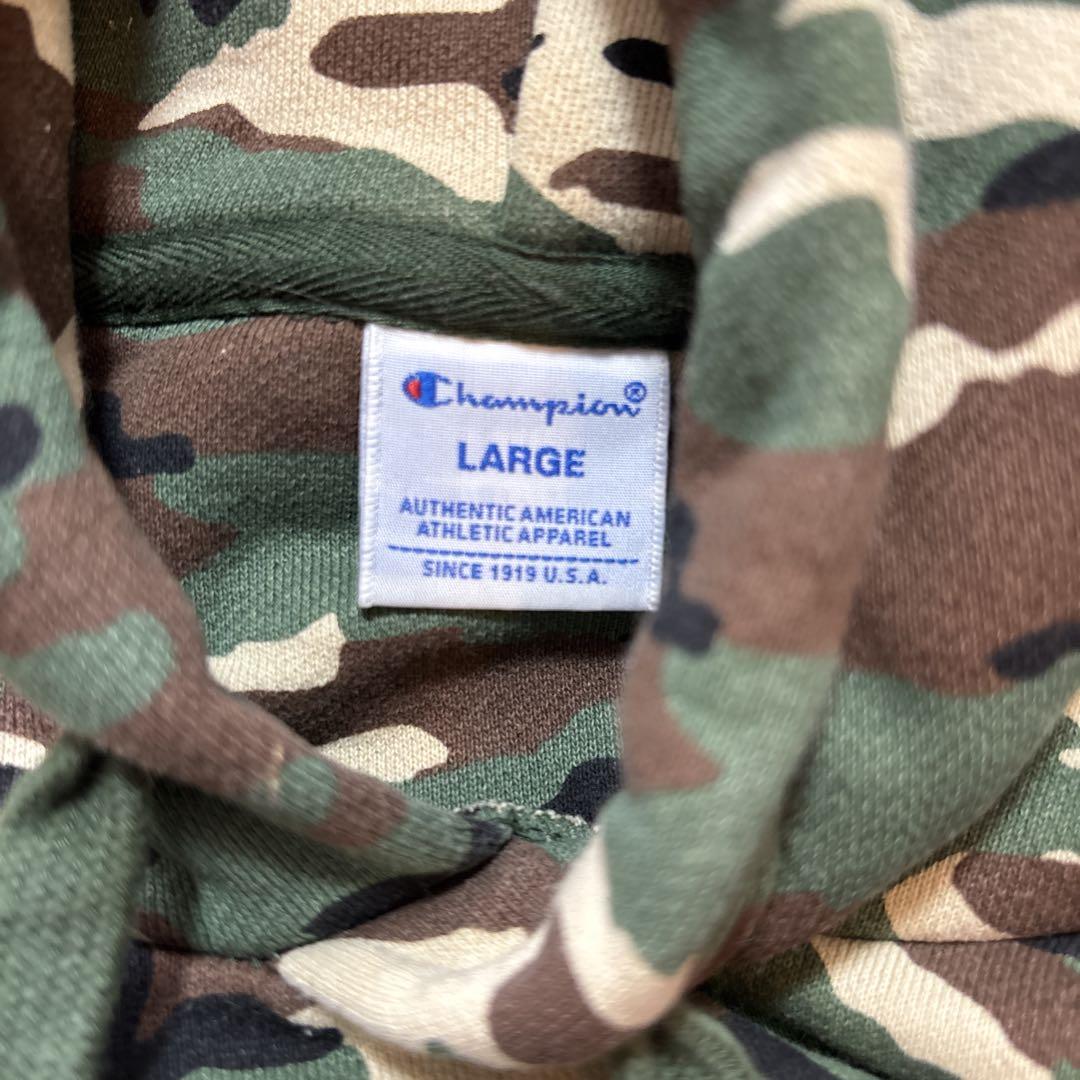 Champion®
LARGE
AUTHENTIC AMERICAN
ATHLETIC APPAREL
SINCE 1919 U.S.A.